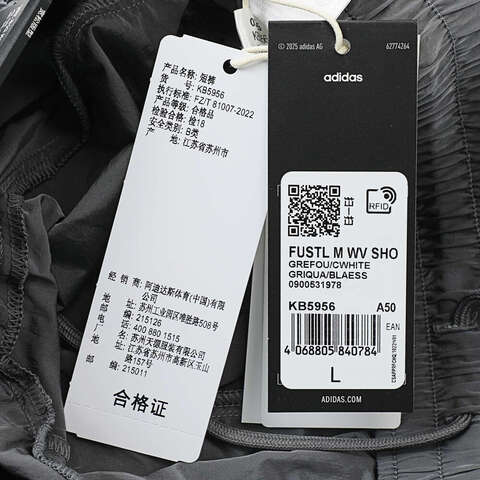 产品名称: 短裤
货 号: KB5956
执行标准: FZ/T 81007-2022
产品等级: 合格品
检验合格: 检18
安全类别: B类
产 地: 江苏省苏州市
经 销 商: 阿迪达斯体育(中国)有限
公司
地 址: 苏州工业园区唯胜路508号
邮 编: 215126
电 话: 400 880 1515
苏州天源服装有限公司
地 址: 江苏省苏州市高新区玉山
路157号
邮 编: 215011
合格证
© 2025 adidas AG
62774264
adidas
RFID
FUSTL M WV SHO
GREFOU/CWHITE
GRIQUA/BLAESS
0900531978
KB5956 A50
EAN
4 068805 840784
L
ADIDAS.COM